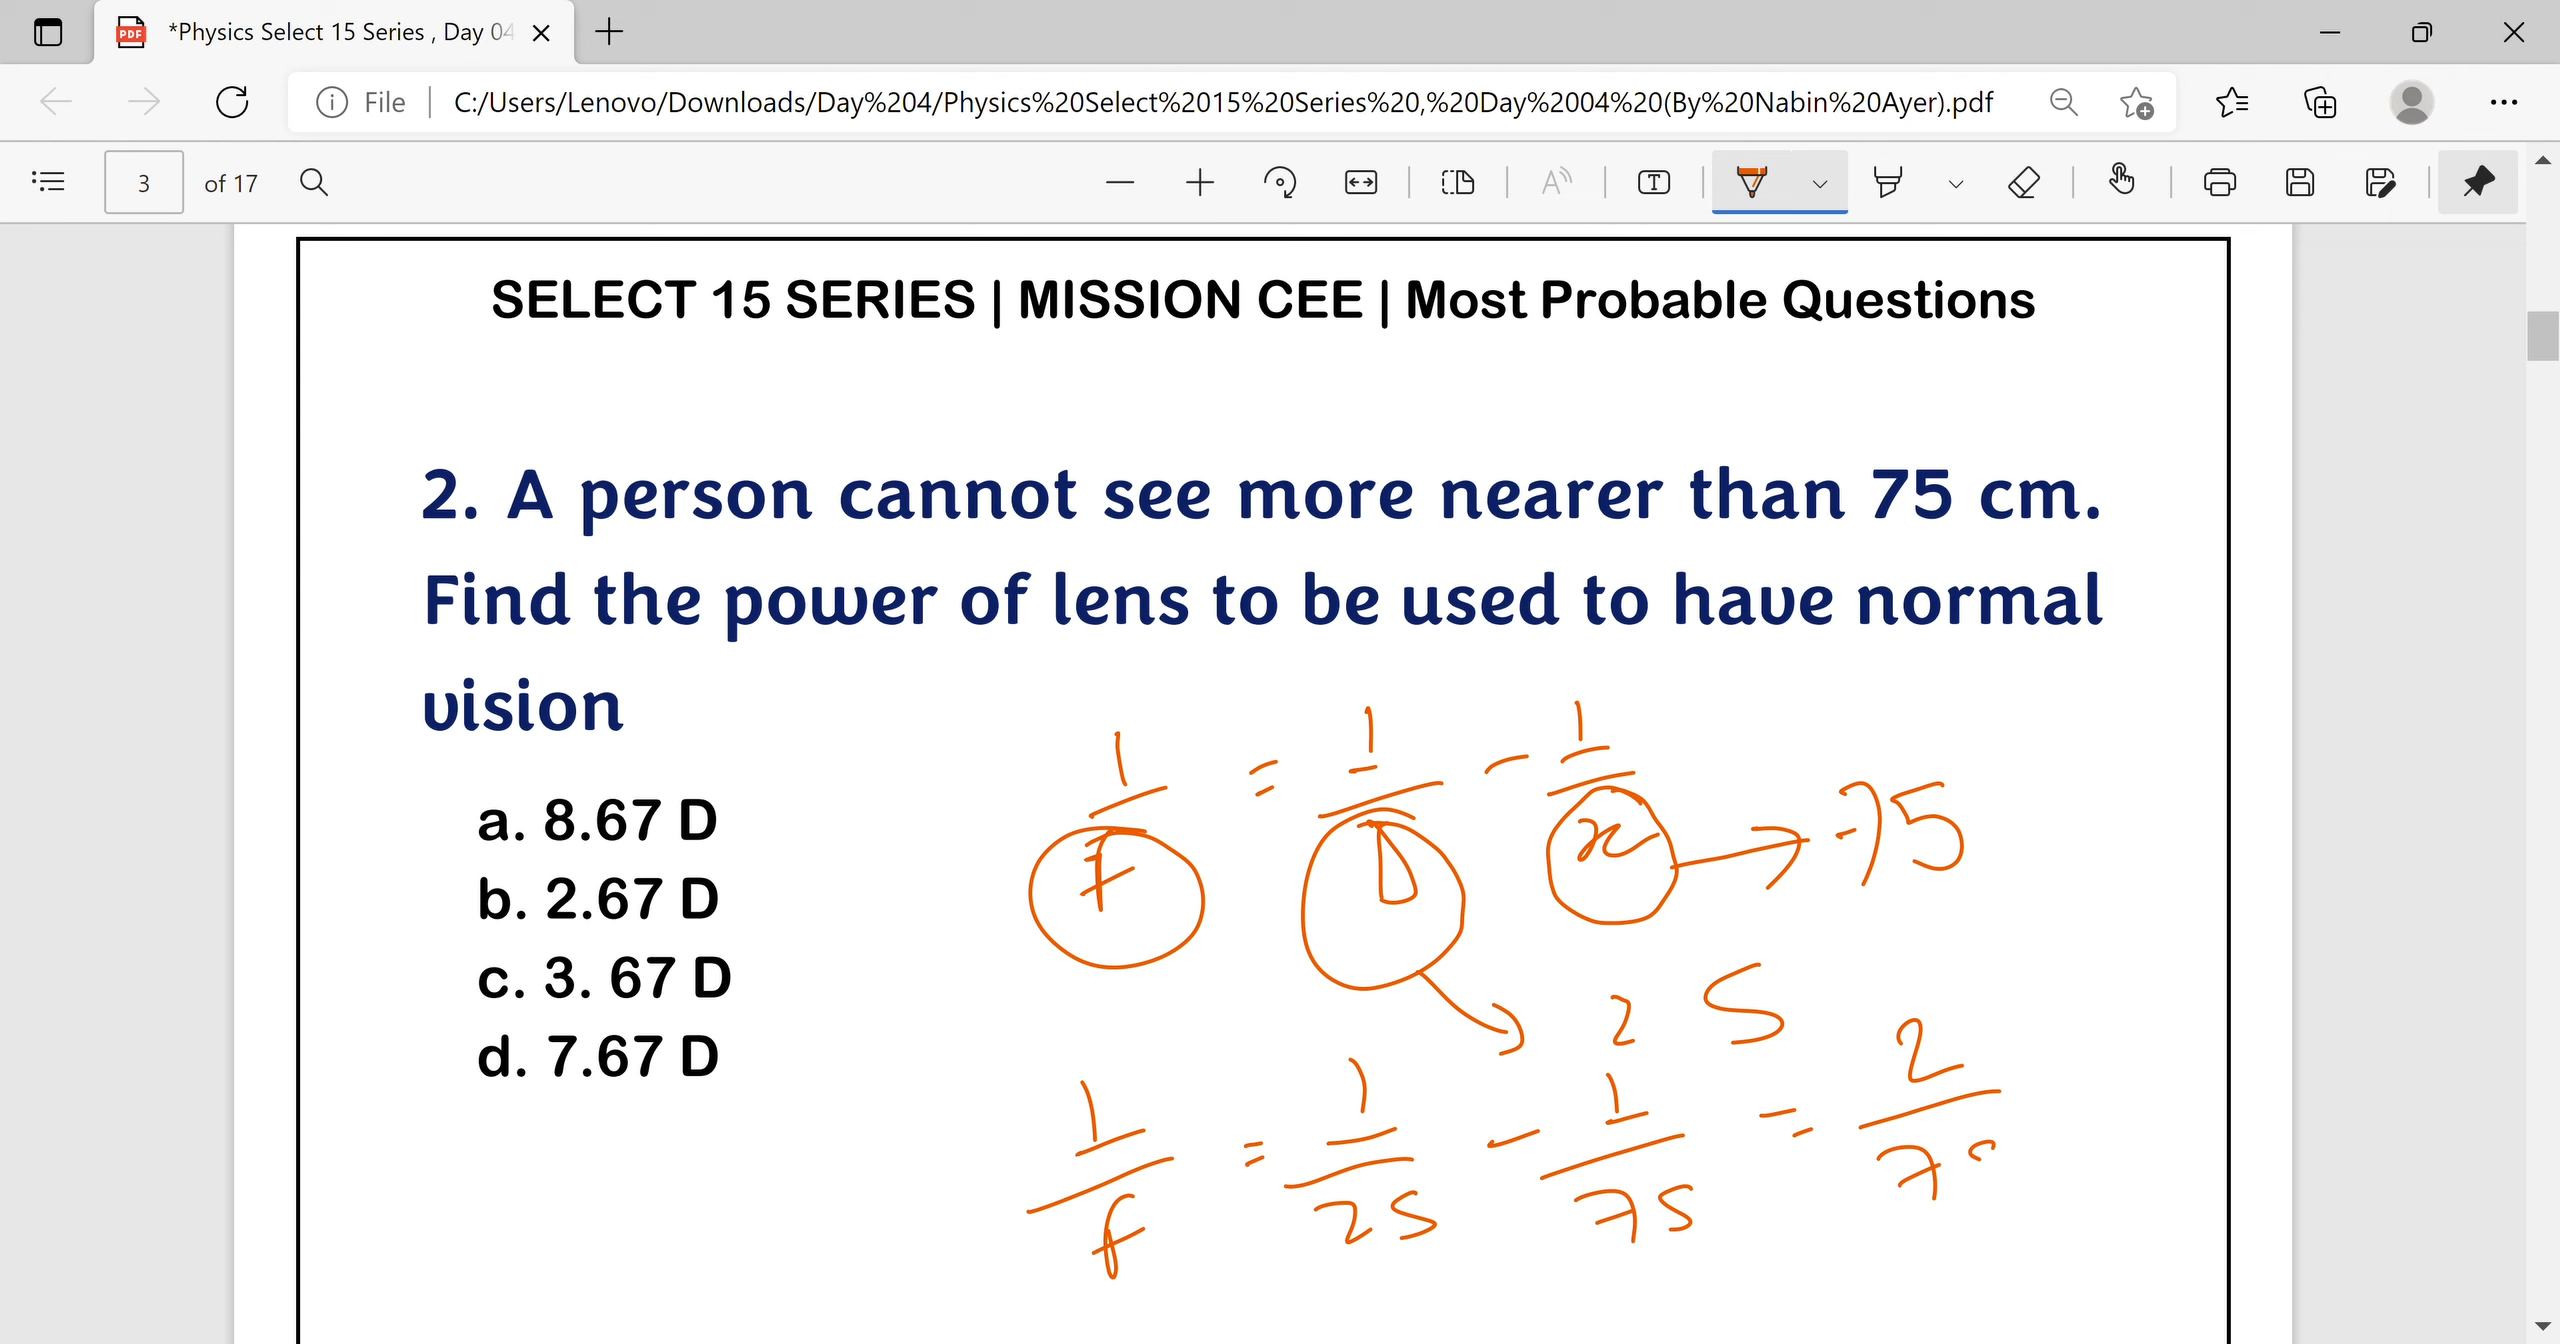 *Physics Select 15 Series , Day 04
File C:/Users/Lenovo/Downloads/Day%204/Physics%20Select%2015%20Series%20,%20Day%2004%20(By%20Nabin%20Ayer).pdf
3 of 17
SELECT 15 SERIES | MISSION CEE | Most Probable Questions
2. A person cannot see more nearer than 75 cm.
Find the power of lens to be used to have normal
vision
a. 8.67 D
b. 2.67 D
c. 3. 67 D
d. 7.67 D
1/f = 1/D - 1/x → -75
25
1/f = 1/25 - 1/75 = 2/75